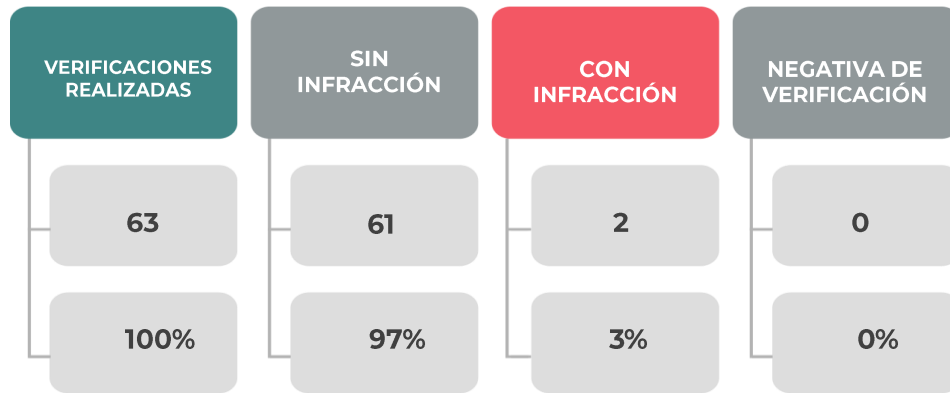 VERIFICACIONES
REALIZADAS
63
100%
SIN
INFRACCIÓN
61
97%
CON
INFRACCIÓN
2
3%
NEGATIVA DE
VERIFICACIÓN
0
0%